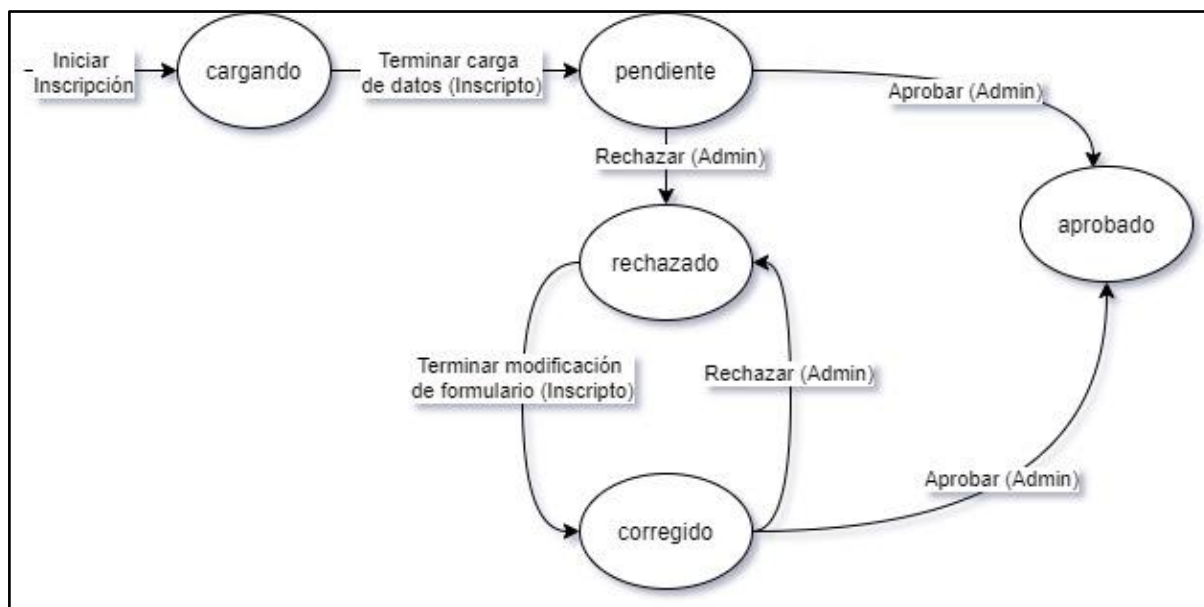 Iniciar
Inscripción
cargando
Terminar carga
de datos (Inscripto)
pendiente
Aprobar (Admin)
Rechazar (Admin)
aprobado
rechazado
Terminar modificación
de formulario (Inscripto)
Rechazar (Admin)
Aprobar (Admin)
corregido